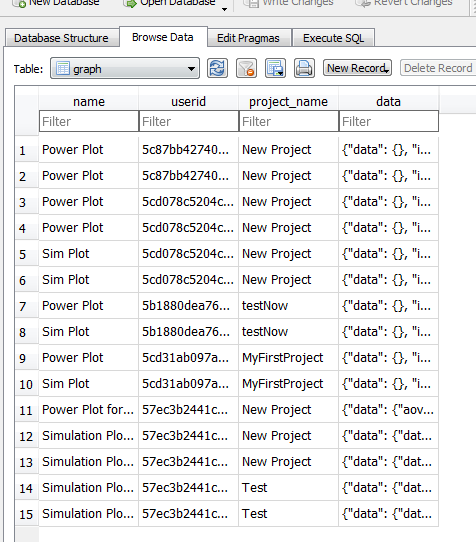 New Database Open Database Write Changes Revert Changes
Database Structure Browse Data Edit Pragmas Execute SQL
Table: graph New Record Delete Record
name userid project_name data
Filter Filter Filter Filter
1 Power Plot 5c87bb42740... New Project {"data": {}, "i...
2 Power Plot 5c87bb42740... New Project {"data": {}, "i...
3 Power Plot 5cd078c5204c... New Project {"data": {}, "i...
4 Power Plot 5cd078c5204c... New Project {"data": {}, "i...
5 Sim Plot 5cd078c5204c... New Project {"data": {}, "i...
6 Sim Plot 5cd078c5204c... New Project {"data": {}, "i...
7 Power Plot 5b1880dea76... testNow {"data": {}, "i...
8 Sim Plot 5b1880dea76... testNow {"data": {}, "i...
9 Power Plot 5cd31ab097a... MyFirstProject {"data": {}, "i...
10 Sim Plot 5cd31ab097a... MyFirstProject {"data": {}, "i...
11 Power Plot for... 57ec3b2441c... New Project {"data": {"aov...
12 Simulation Plo... 57ec3b2441c... New Project {"data": {"dat...
13 Simulation Plo... 57ec3b2441c... New Project {"data": {"dat...
14 Simulation Plo... 57ec3b2441c... Test {"data": {"dat...
15 Simulation Plo... 57ec3b2441c... Test {"data": {"dat...